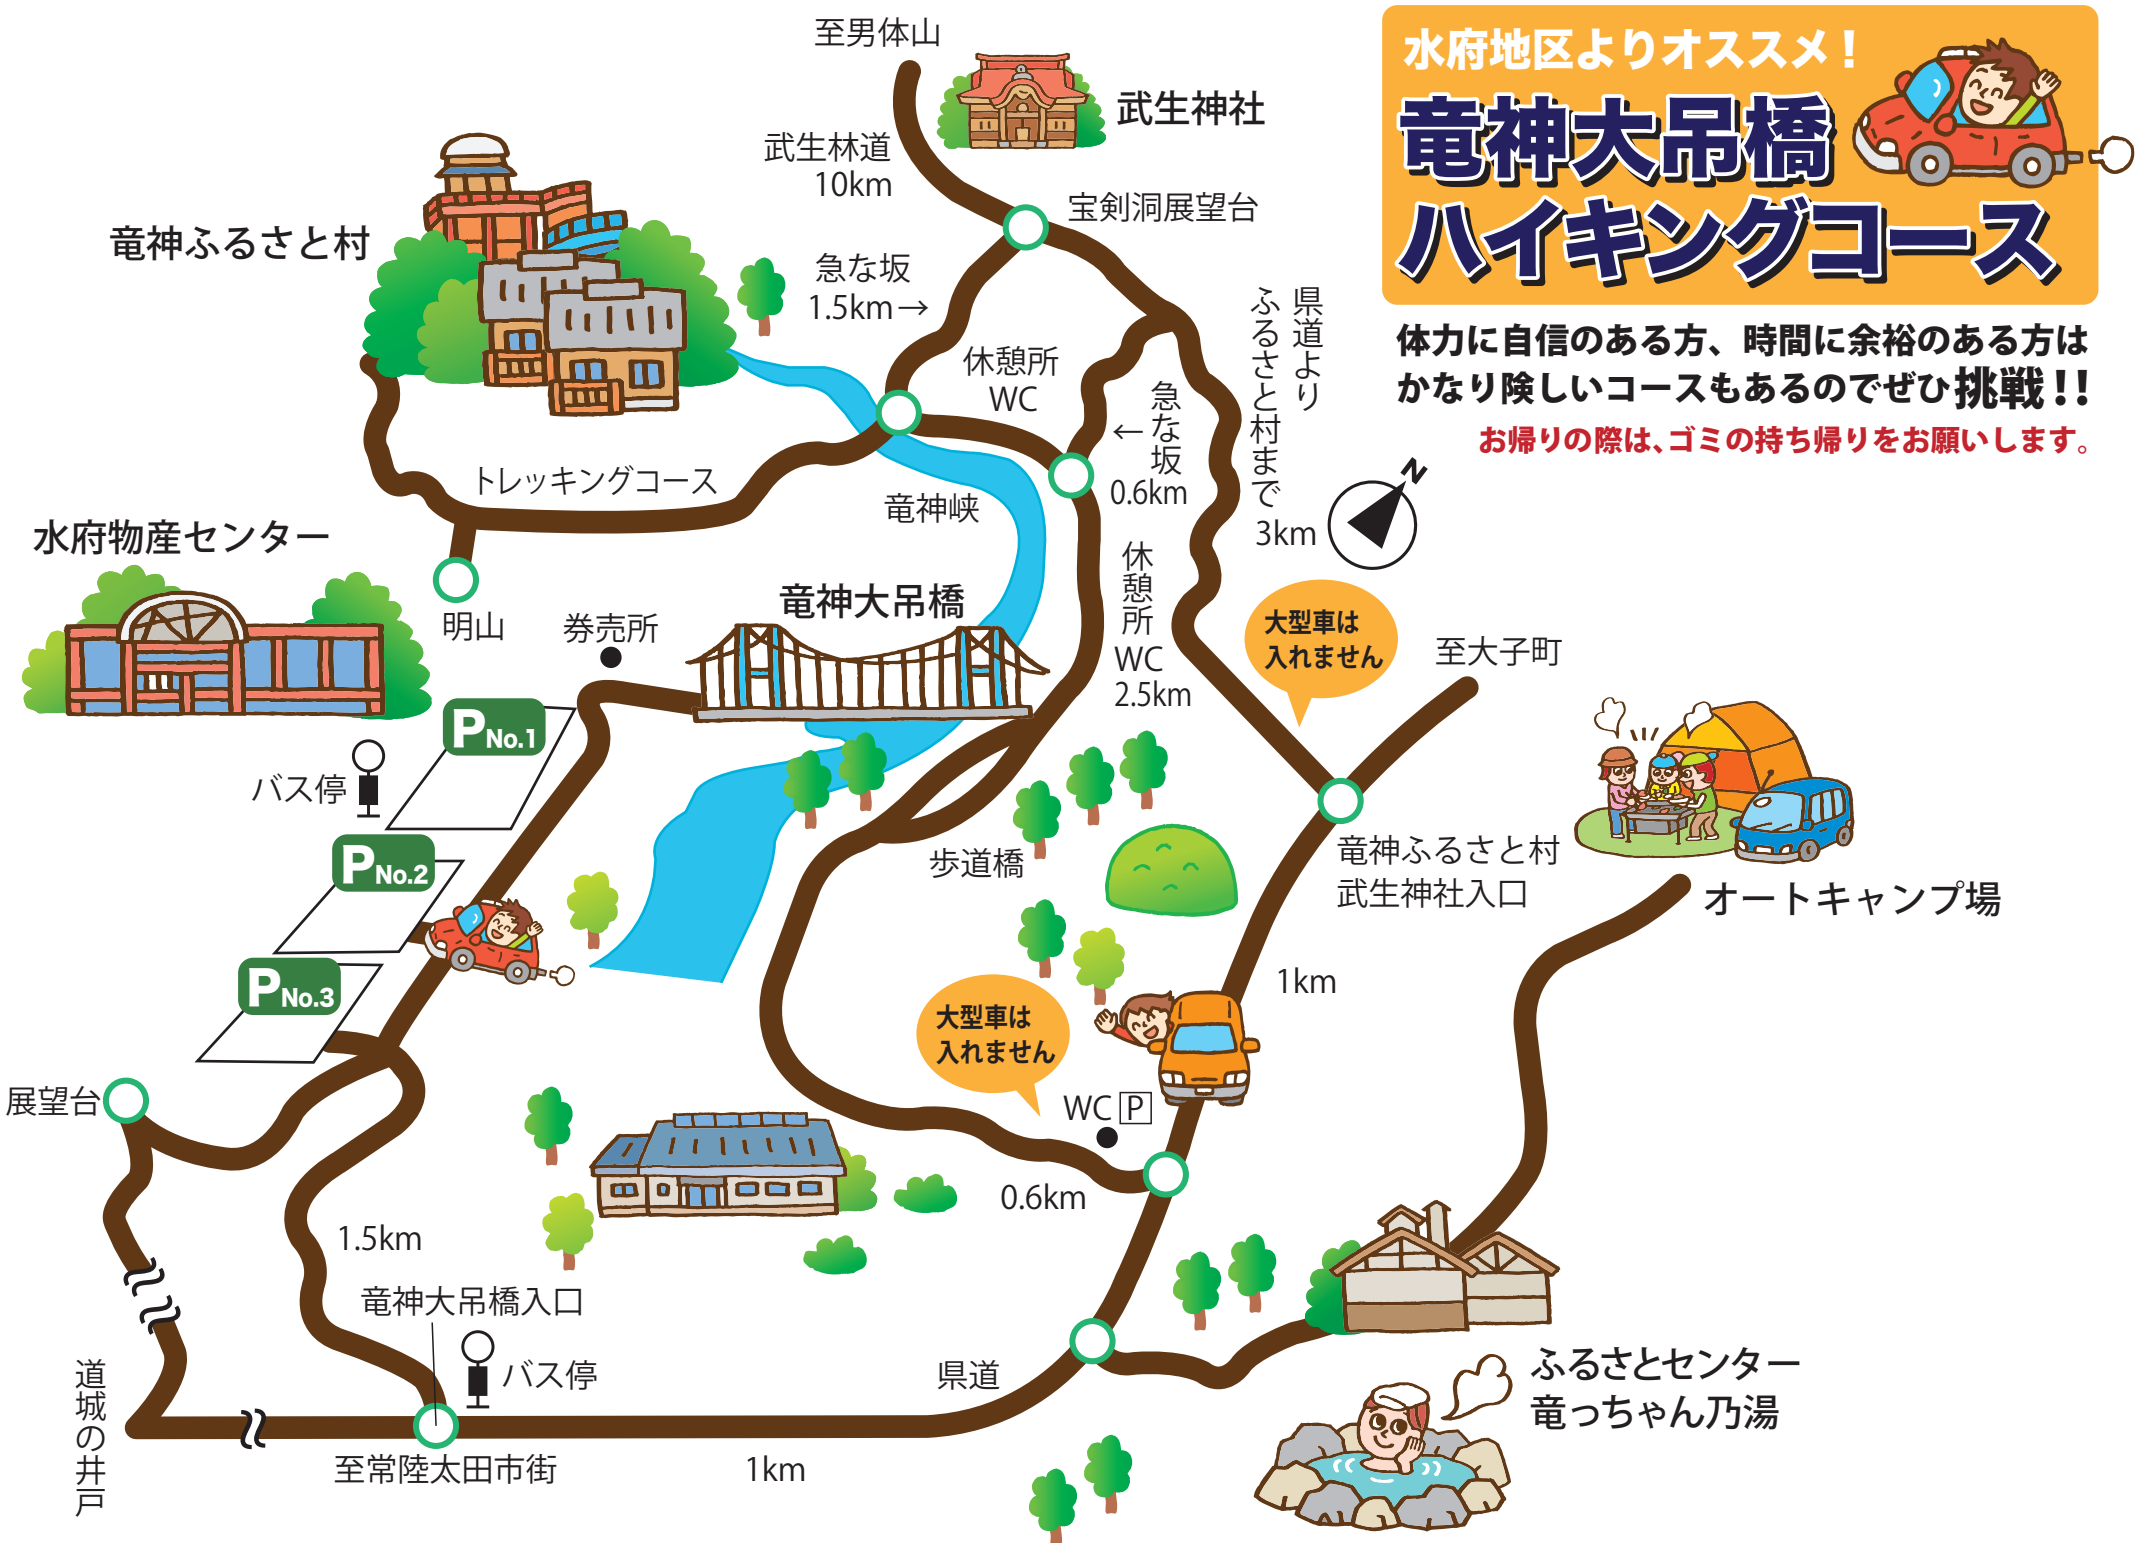 水府地区よりオススメ！
竜神大吊橋
ハイキングコース
体力に自信のある方、時間に余裕のある方は
かなり険しいコースもあるのでぜひ挑戦！！
お帰りの際は、ゴミの持ち帰りをお願いします。
至男体山
武生神社
武生林道
10km
宝剣洞展望台
竜神ふるさと村
急な坂
1.5km→
休憩所
WC
県道より
ふるさと村まで
3km
急な坂
←
0.6km
N
トレッキングコース
竜神峡
水府物産センター
明山
券売所
竜神大吊橋
休憩所
WC
2.5km
大型車は
入れません
至大子町
PNo.1
バス停
PNo.2
PNo.3
歩道橋
竜神ふるさと村
武生神社入口
オートキャンプ場
1km
大型車は
入れません
WC P
展望台
0.6km
1.5km
竜神大吊橋入口
バス停
県道
道城の井戸
至常陸太田市街
1km
ふるさとセンター
竜っちゃん乃湯